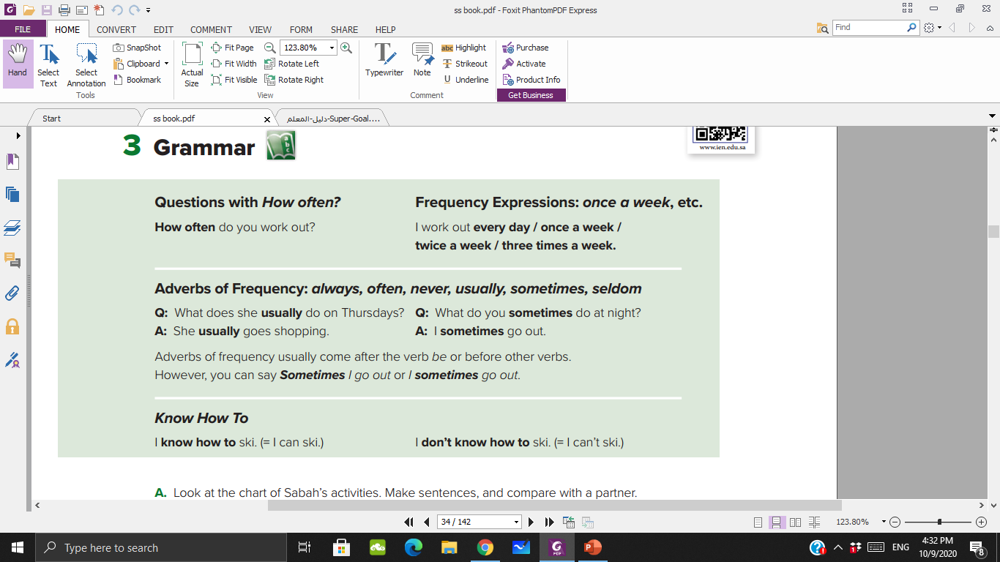 ss book.pdf - Foxit PhantomPDF Express
FILE HOME CONVERT EDIT COMMENT VIEW FORM SHARE HELP
Find
Hand
Select Text
Select Annotation
SnapShot
Clipboard
Bookmark
Tools
Actual Size
Fit Page
Fit Width
Fit Visible
123.80%
Rotate Left
Rotate Right
View
Typewriter
Note
abc Highlight
Strikeout
Underline
Comment
Purchase
Activate
Product Info
Get Business
Start
ss book.pdf
دليل-المعلم-Super-Goal....
3 Grammar
abc
www.ien.edu.sa
Questions with How often?
How often do you work out?
Frequency Expressions: once a week, etc.
I work out every day / once a week /
twice a week / three times a week.
Adverbs of Frequency: always, often, never, usually, sometimes, seldom
Q: What does she usually do on Thursdays?
A: She usually goes shopping.
Q: What do you sometimes do at night?
A: I sometimes go out.
Adverbs of frequency usually come after the verb be or before other verbs.
However, you can say Sometimes I go out or I sometimes go out.
Know How To
I know how to ski. (= I can ski.)
I don't know how to ski. (= I can't ski.)
A. Look at the chart of Sabah's activities. Make sentences, and compare with a partner.
34 / 142
123.80%
Type here to search
ENG
4:32 PM
10/9/2020
8